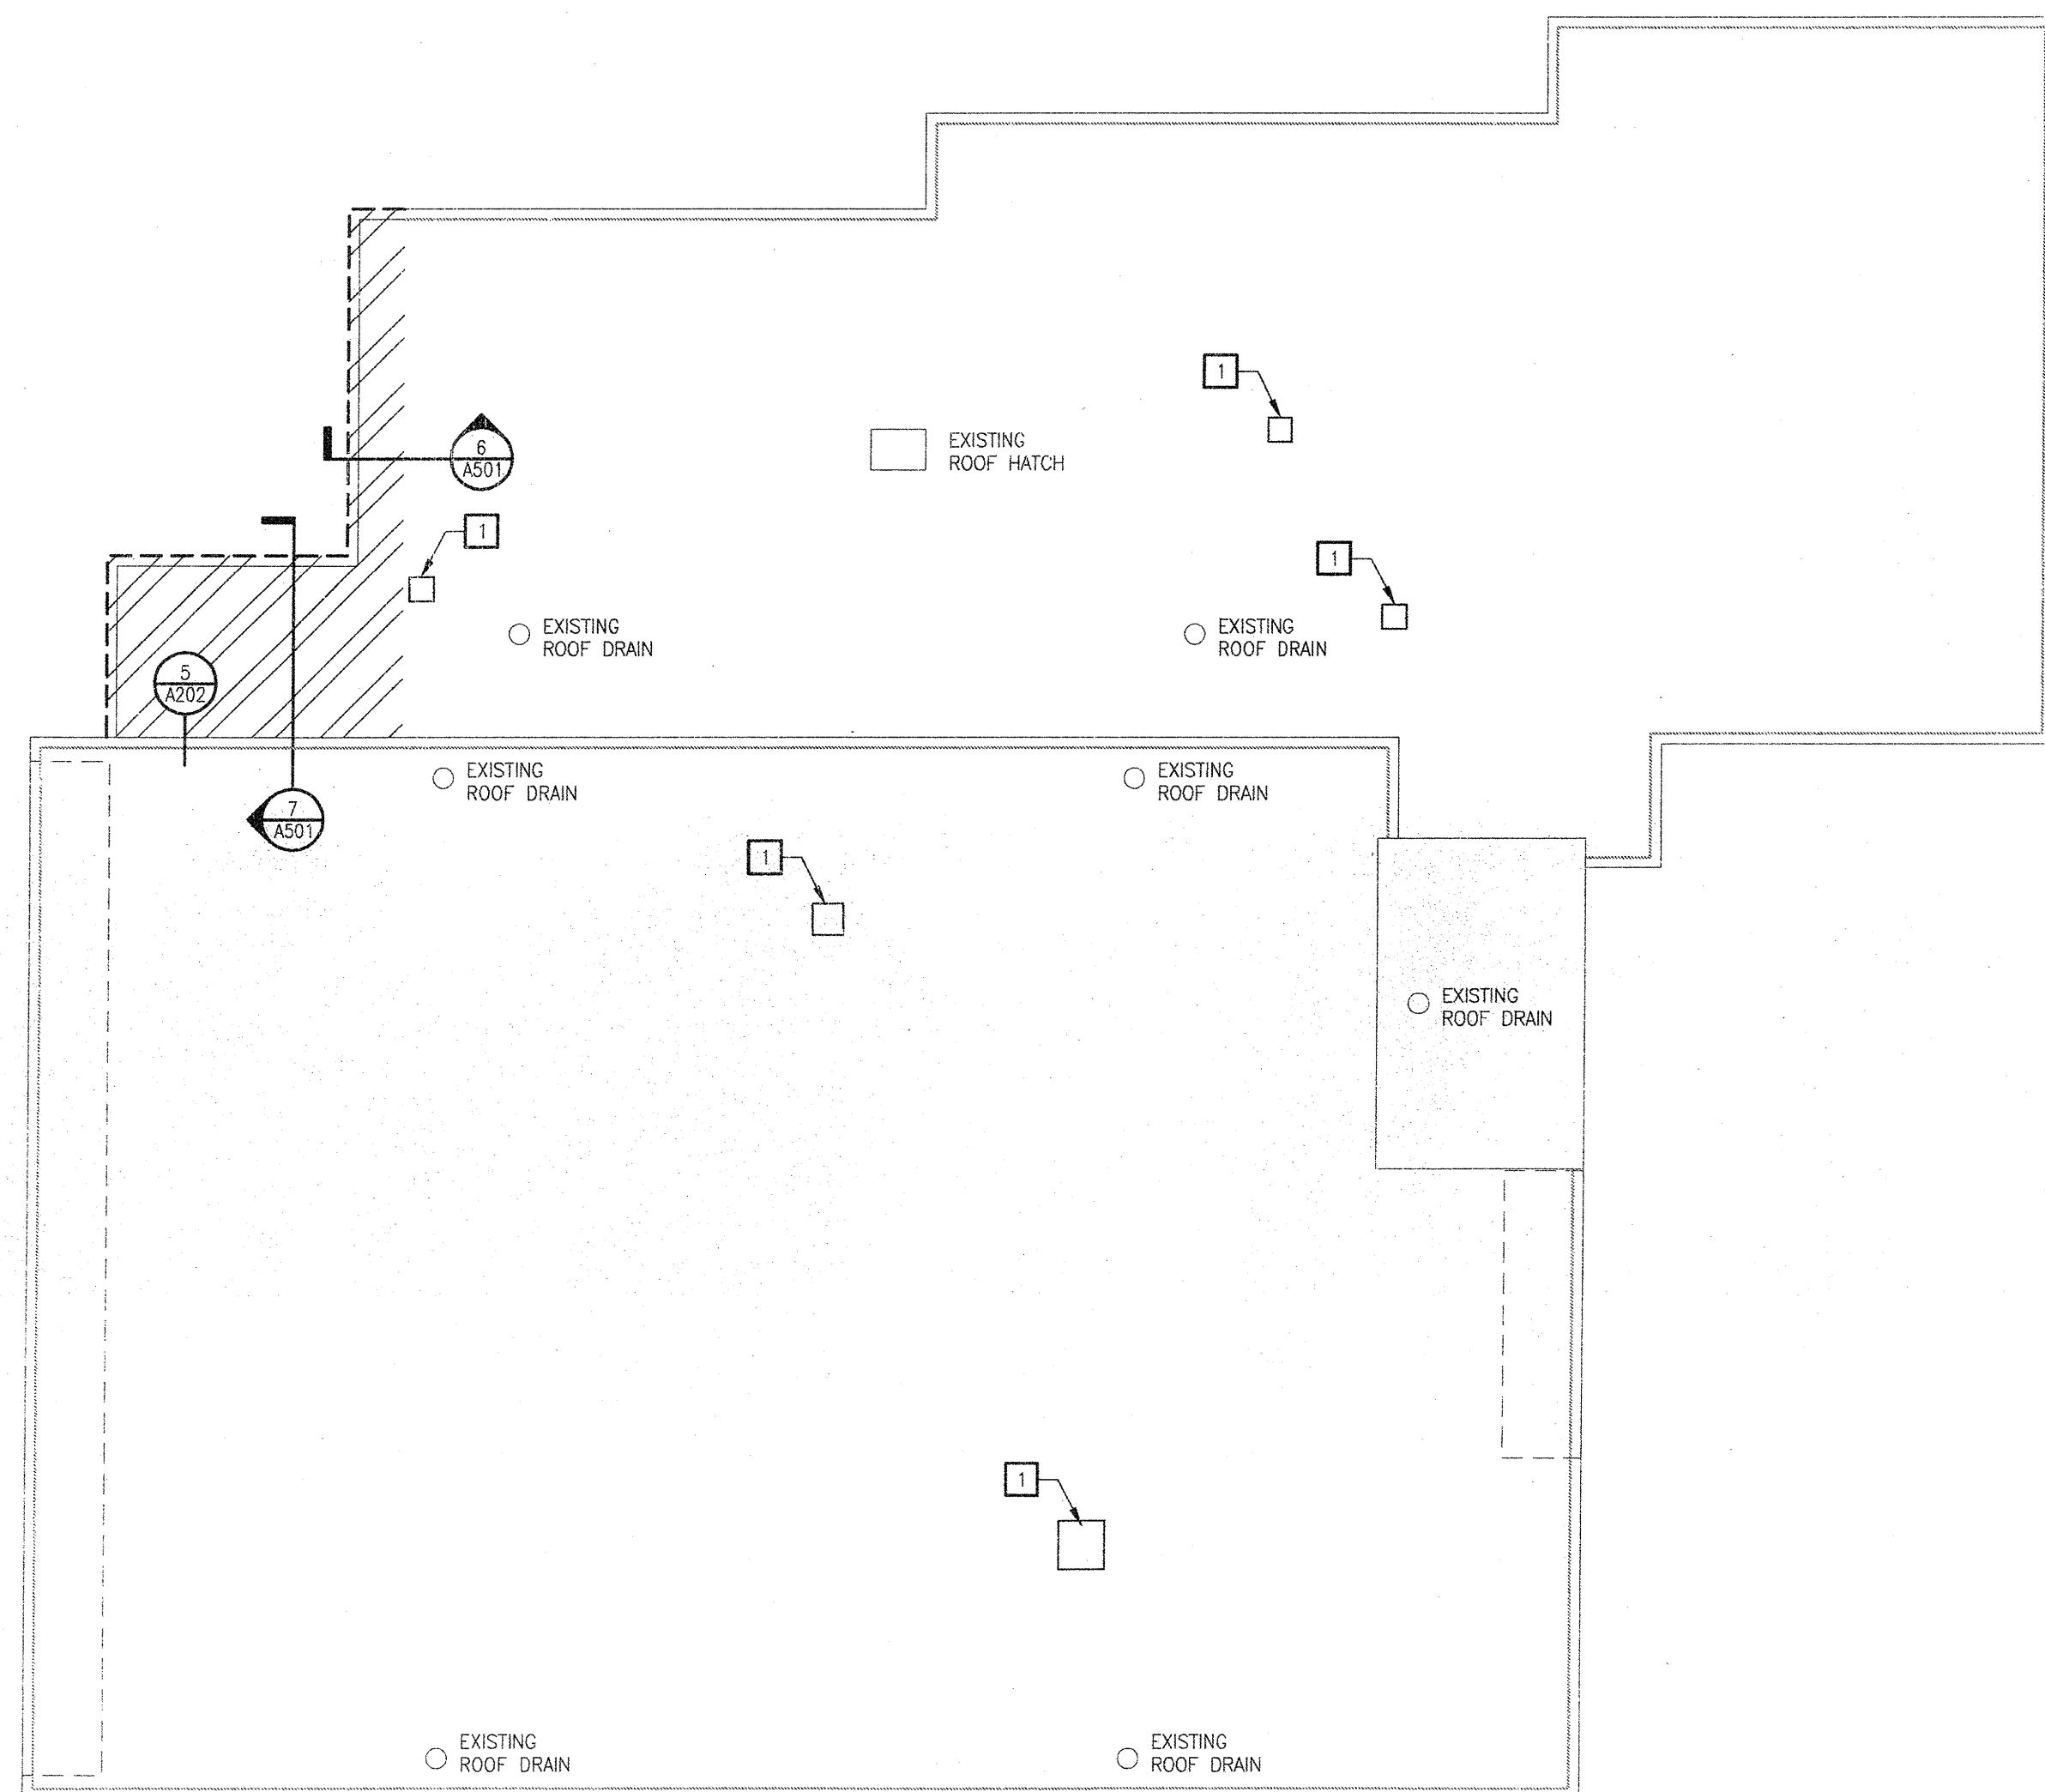 1
EXISTING
ROOF HATCH
6
A501
1
1
EXISTING
ROOF DRAIN
EXISTING
ROOF DRAIN
5
A202
EXISTING
ROOF DRAIN
EXISTING
ROOF DRAIN
7
A501
1
EXISTING
ROOF DRAIN
1
EXISTING
ROOF DRAIN
EXISTING
ROOF DRAIN